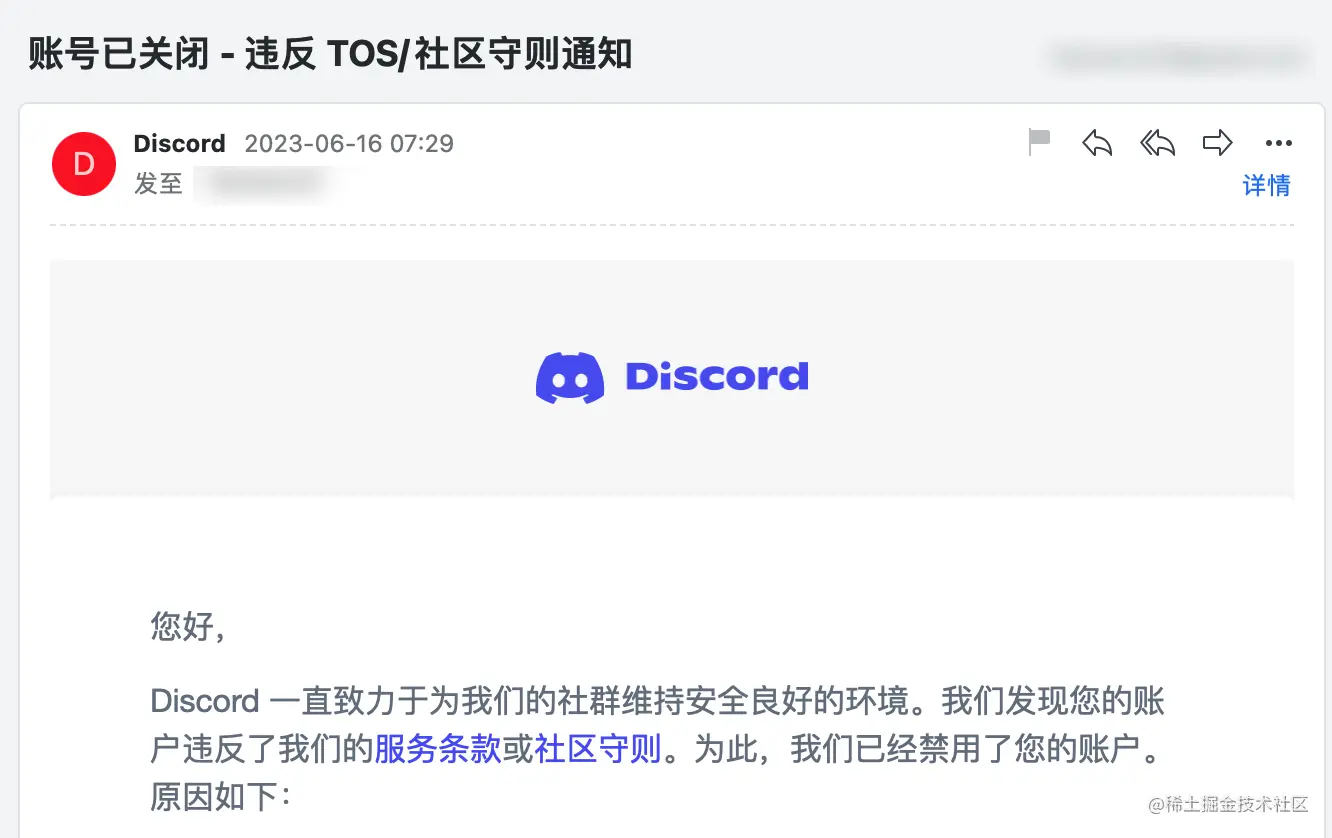 账号已关闭 - 违反 TOS/社区守则通知
D
Discord 2023-06-16 07:29
发至
详情
Discord
您好，
Discord 一直致力于为我们的社群维持安全良好的环境。我们发现您的账
户违反了我们的服务条款或社区守则。为此，我们已经禁用了您的账户。
原因如下：
@稀土掘金技术社区